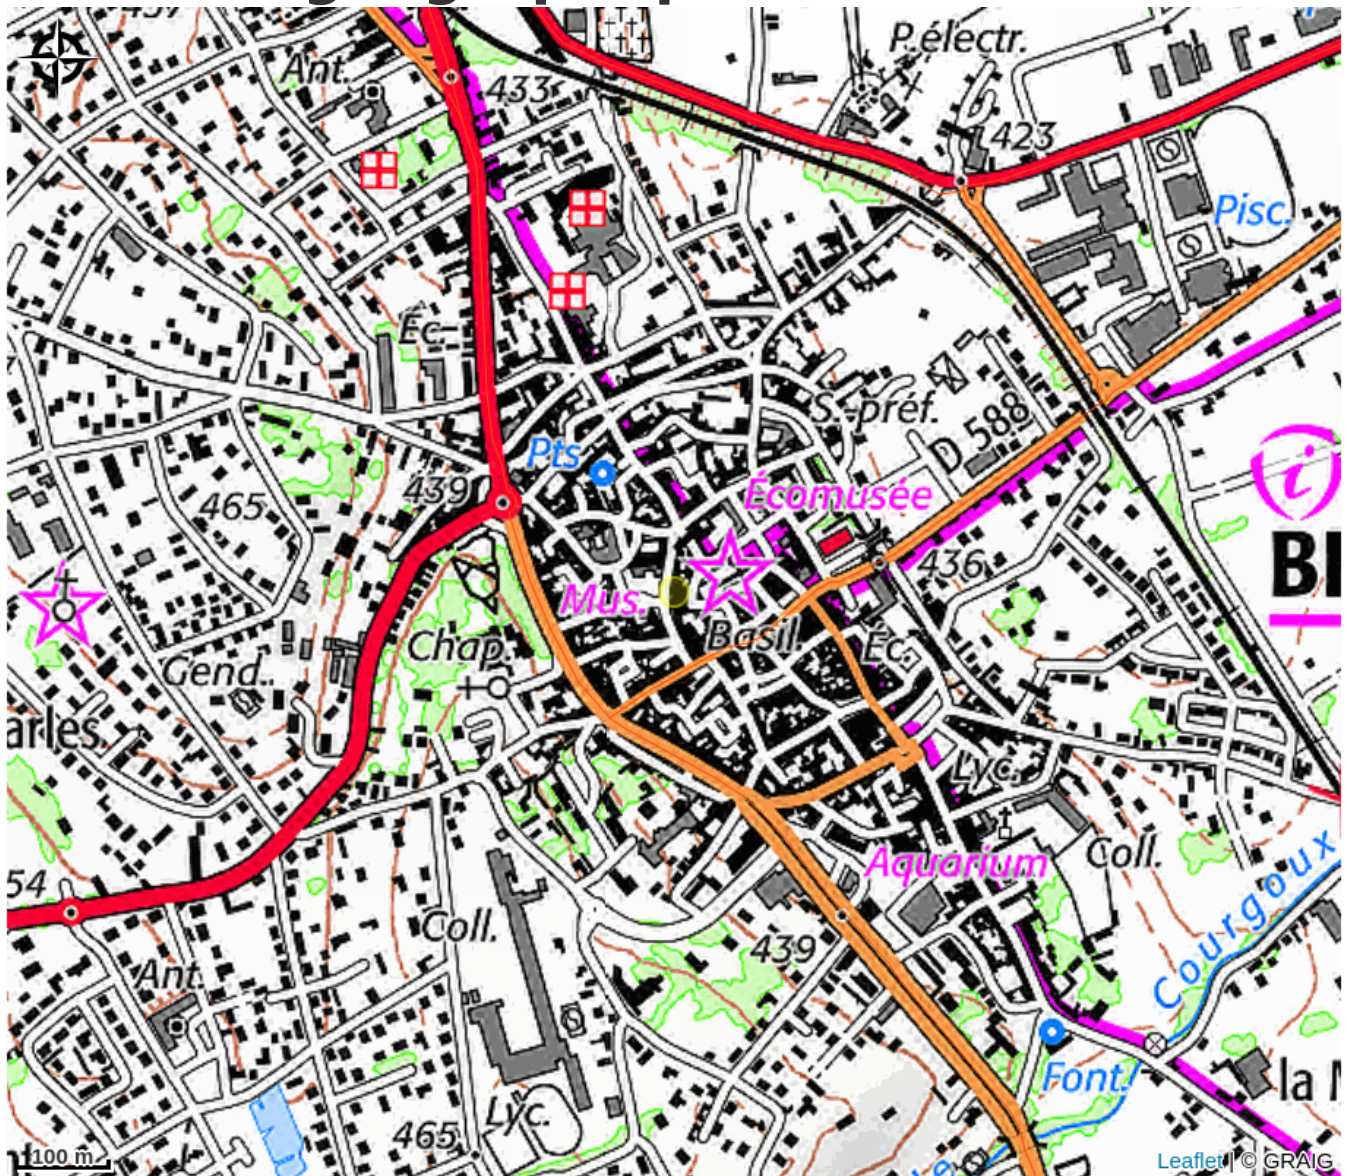 P.électr.
Ant.
433
423
Pisc.
Éc.
S.-préf.
D 588
Pts
439
Écomusée
465
436
Mus.
Basil.
Éc.
Chap.
Gend.
arles
Lyc.
Aquarium
Coll.
54
Coll.
439
Courgoux
Ant.
Font.
la
Lyc.
465
100 m
Leaflet | © GRAIG